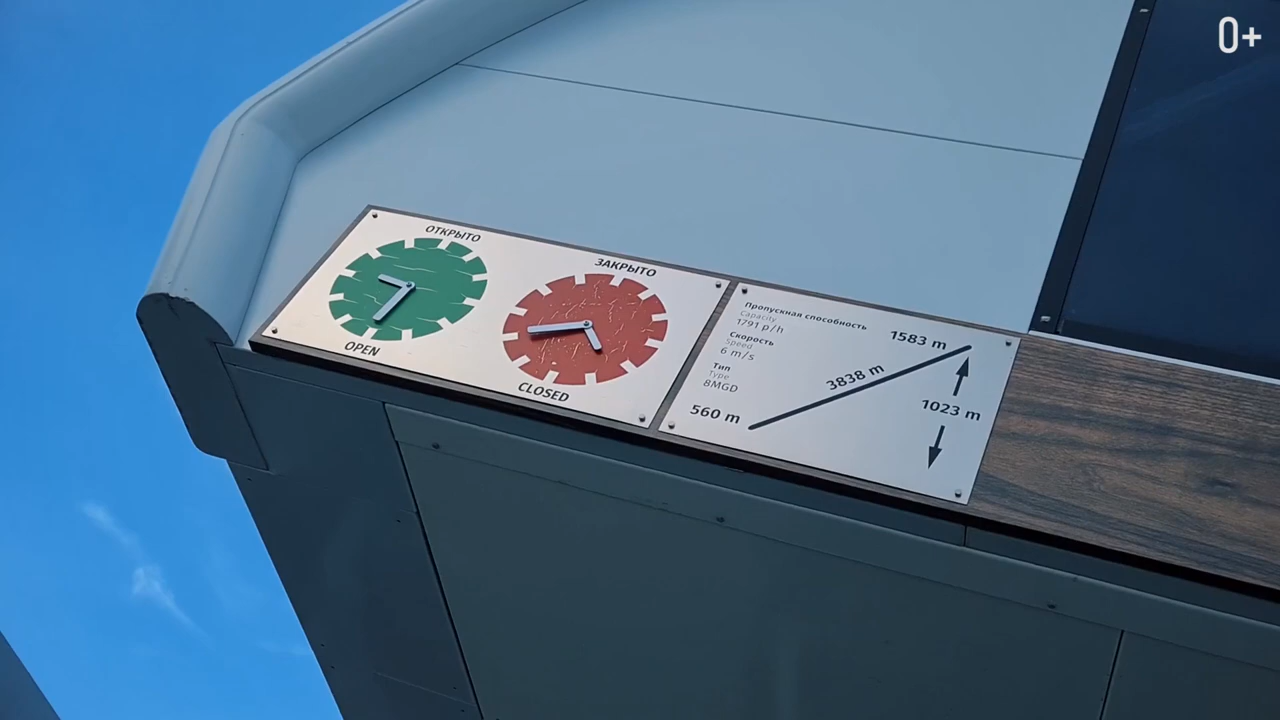 0+
ОТКРЫТО
OPEN
ЗАКРЫТО
CLOSED
Пропускная способность
Capacity
1791 p/h
Скорость
Speed
6 m/s
Тип
Type
8MGD
1583 m
3838 m
560 m
1023 m